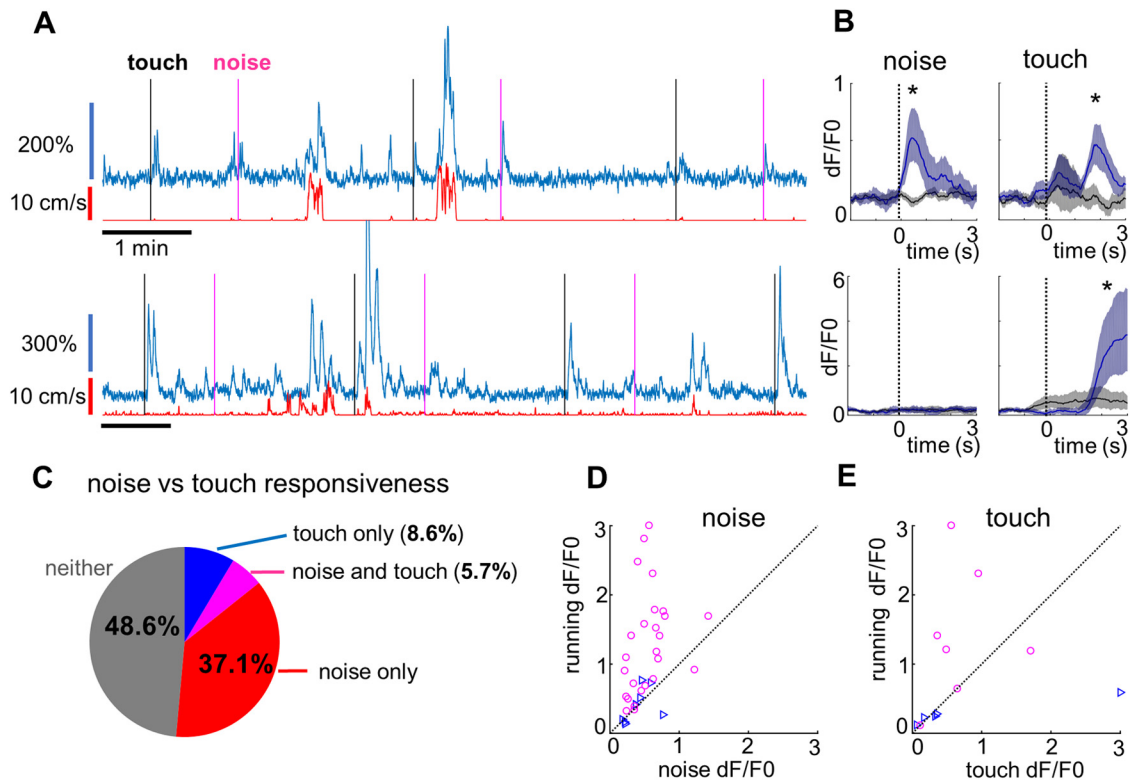 A
touch noise
200%
10 cm/s
1 min
300%
10 cm/s
B
noise touch
1
dF/F0
*
*
0
0 3
time (s)
0 3
time (s)
6
dF/F0
*
0
0 3
time (s)
0 3
time (s)
C
noise vs touch responsiveness
touch only (8.6%)
neither
noise and touch (5.7%)
48.6%
37.1%
noise only
D
noise
3
2
1
0
running dF/F0
0 1 2 3
noise dF/F0
E
touch
3
2
1
0
running dF/F0
0 1 2 3
touch dF/F0